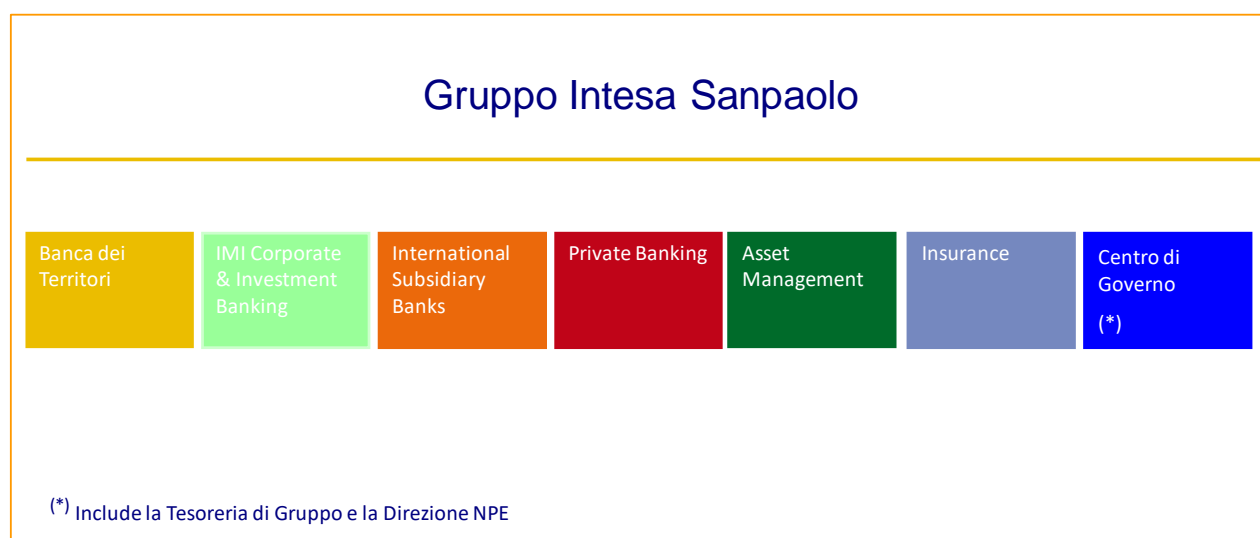 Gruppo Intesa Sanpaolo
Banca dei
Territori
IMI Corporate
& Investment
Banking
International
Subsidiary
Banks
Private Banking
Asset
Management
Insurance
Centro di
Governo
(*)
(*) Include la Tesoreria di Gruppo e la Direzione NPE